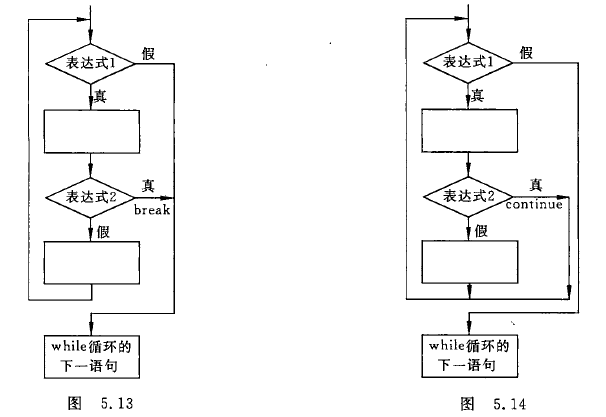 表达式1
假
真
表达式2
真
break
假
while循环的
下一语句
图 5.13
表达式1
假
真
表达式2
真
continue
假
while循环的
下一语句
图 5.14